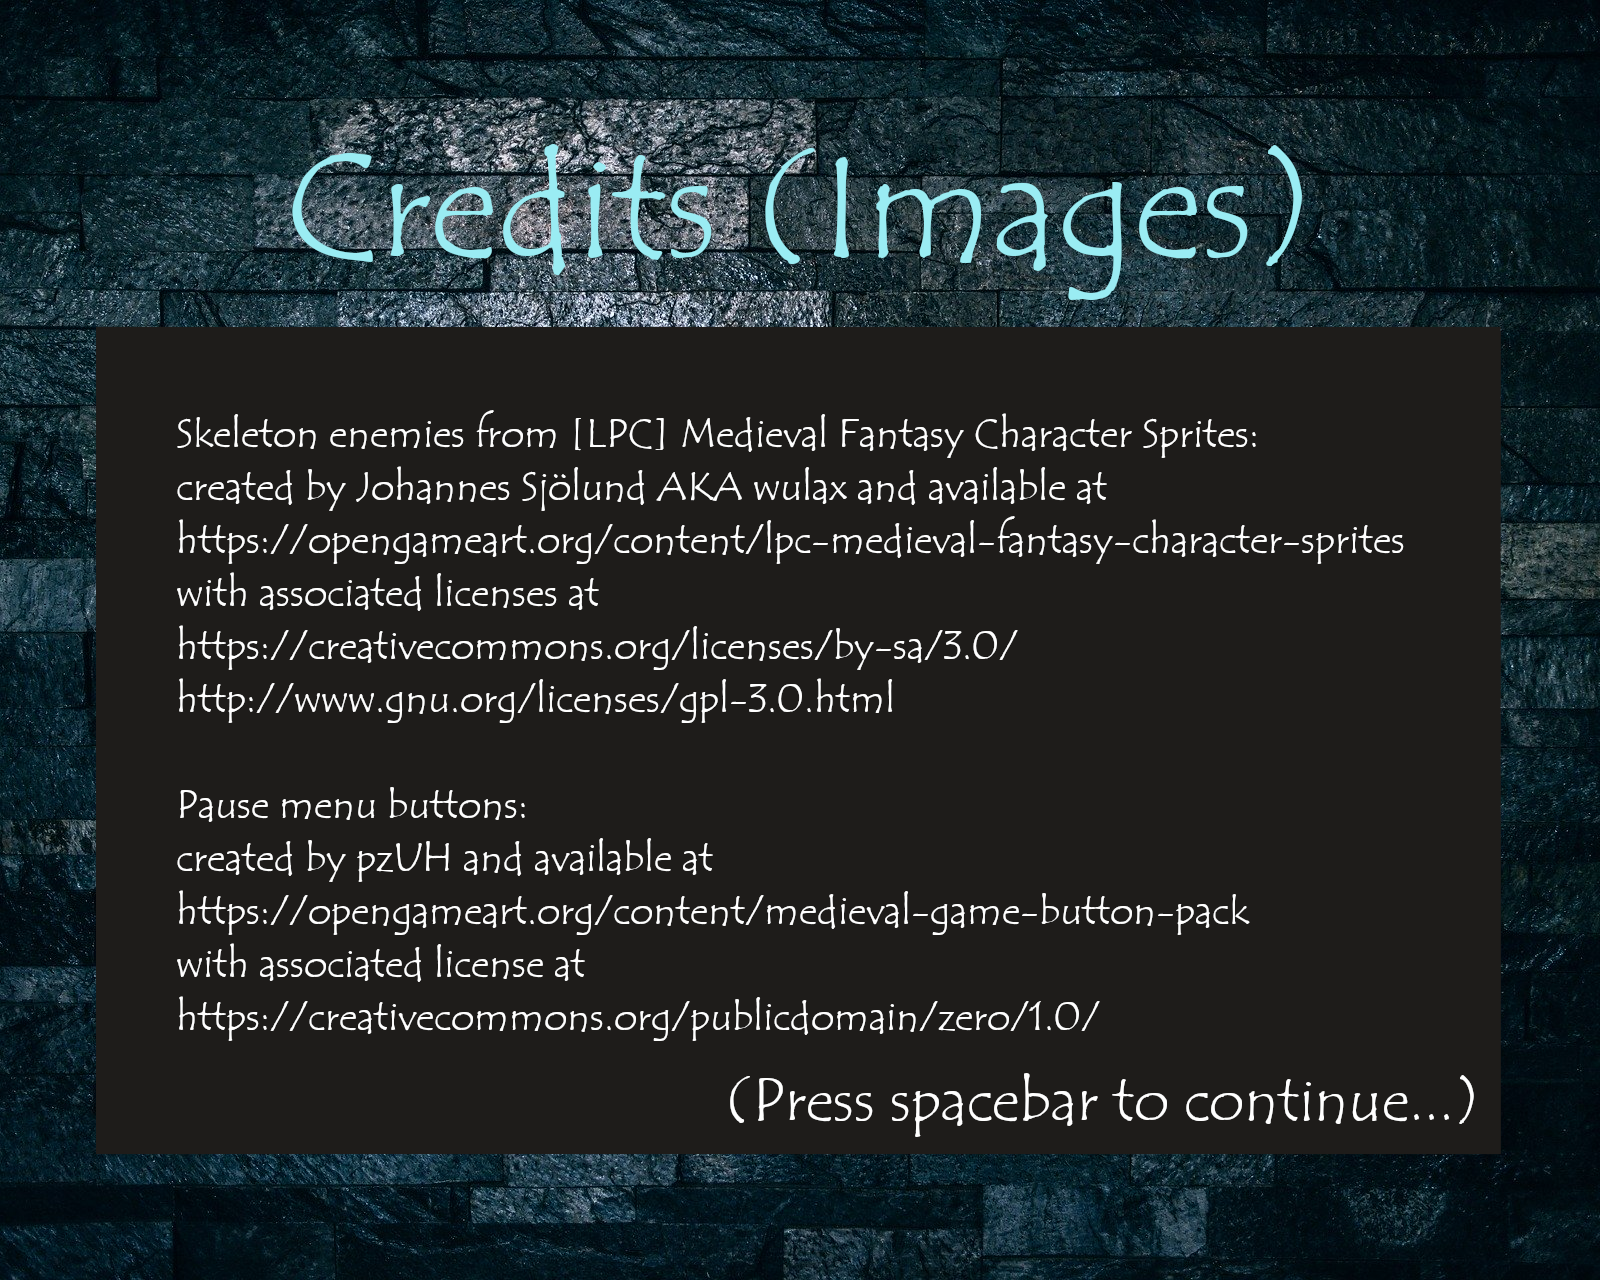 Credits (Images)
Skeleton enemies from [LPC] Medieval Fantasy Character Sprites:
created by Johannes Sjölund AKA wulax and available at
https://opengameart.org/content/lpc-medieval-fantasy-character-sprites
with associated licenses at
https://creativecommons.org/licenses/by-sa/3.0/
http://www.gnu.org/licenses/gpl-3.0.html
Pause menu buttons:
created by pzUH and available at
https://opengameart.org/content/medieval-game-button-pack
with associated license at
https://creativecommons.org/publicdomain/zero/1.0/
(Press spacebar to continue...)